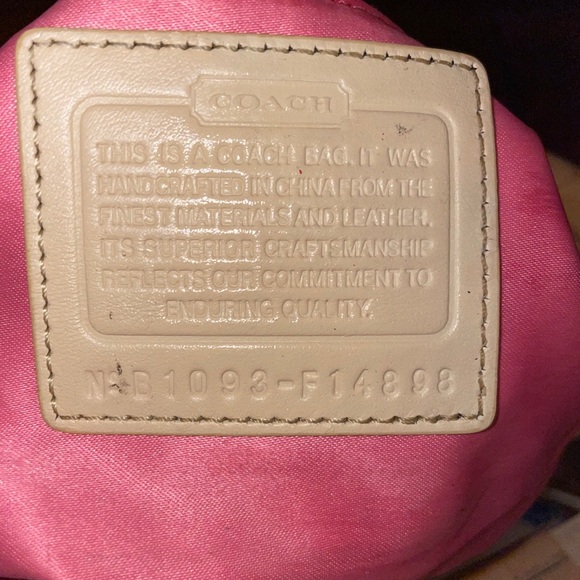 COACH
THIS IS A COACH BAG. IT WAS
HANDCRAFTED IN CHINA FROM THE
FINEST MATERIALS AND LEATHER.
ITS SUPERIOR CRAFTSMANSHIP
REFLECTS OUR COMMITMENT TO
ENDURING QUALITY.
Nº B1093-F14898